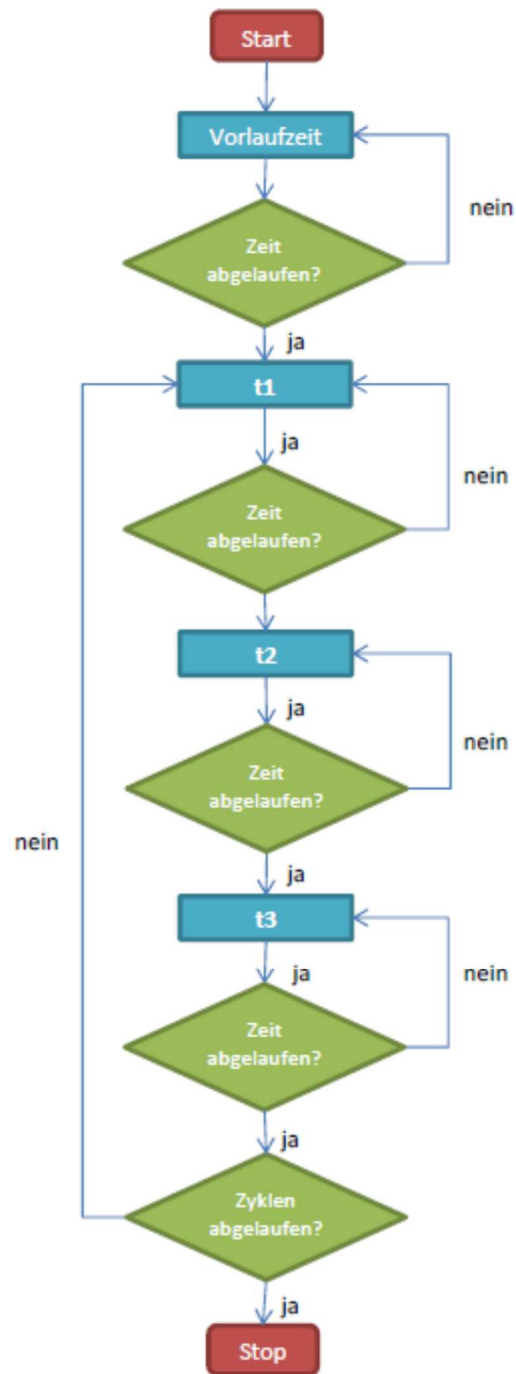 Start
Vorlaufzeit
nein
Zeit
abgelaufen?
ja
t1
ja
nein
Zeit
abgelaufen?
t2
ja
nein
Zeit
abgelaufen?
nein
ja
t3
ja
nein
Zeit
abgelaufen?
ja
Zyklen
abgelaufen?
ja
Stop